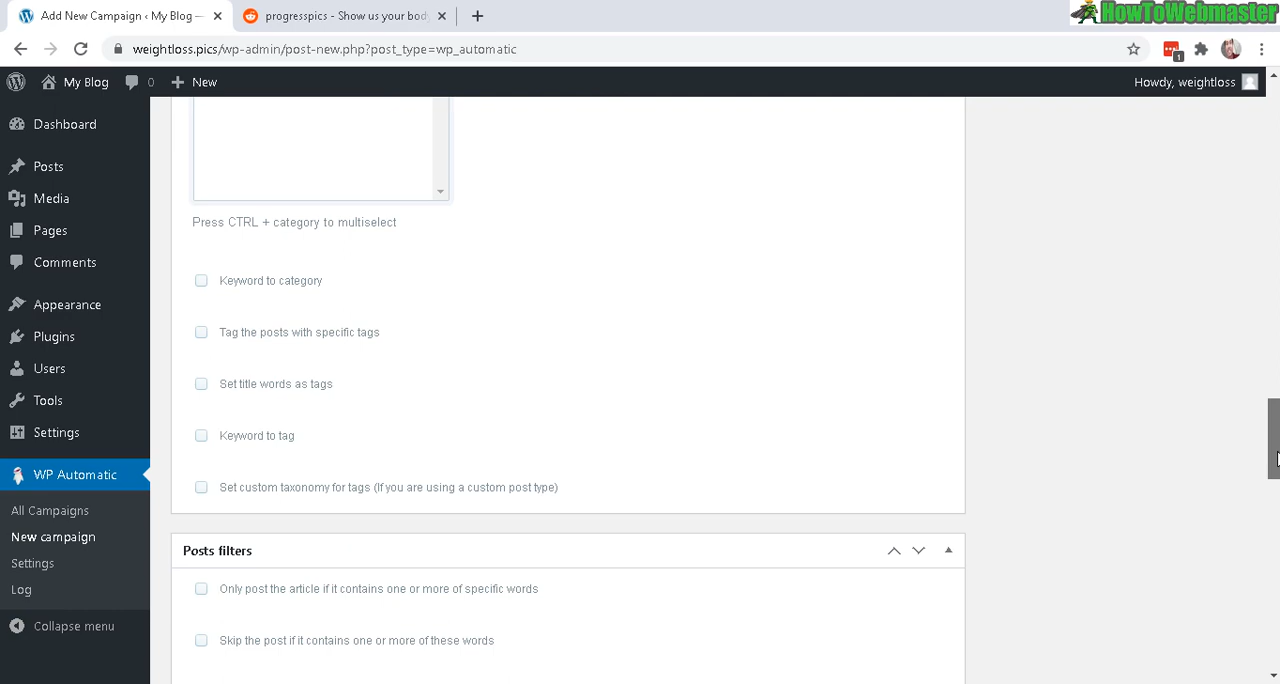 Add New Campaign ‹ My Blog —
progresspics - Show us your body
HowToWebmaster
weightloss.pics/wp-admin/post-new.php?post_type=wp_automatic
1
My Blog
0
New
Howdy, weightloss
Dashboard
Posts
Media
Pages
Comments
Appearance
Plugins
Users
Tools
Settings
WP Automatic
All Campaigns
New campaign
Settings
Log
Collapse menu
Press CTRL + category to multiselect
Keyword to category
Tag the posts with specific tags
Set title words as tags
Keyword to tag
Set custom taxonomy for tags (If you are using a custom post type)
Posts filters
Only post the article if it contains one or more of specific words
Skip the post if it contains one or more of these words